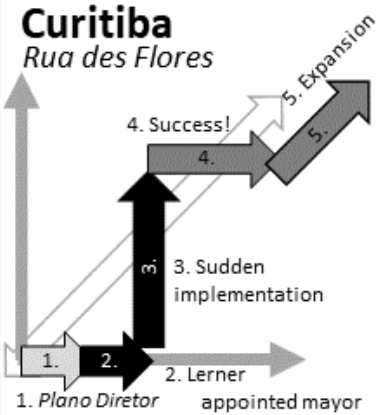 Curitiba
Rua des Flores
5. Expansion
4. Success!
4.
5.
3.
3. Sudden
implementation
1.
2.
2. Lerner
appointed mayor
1. Plano Diretor